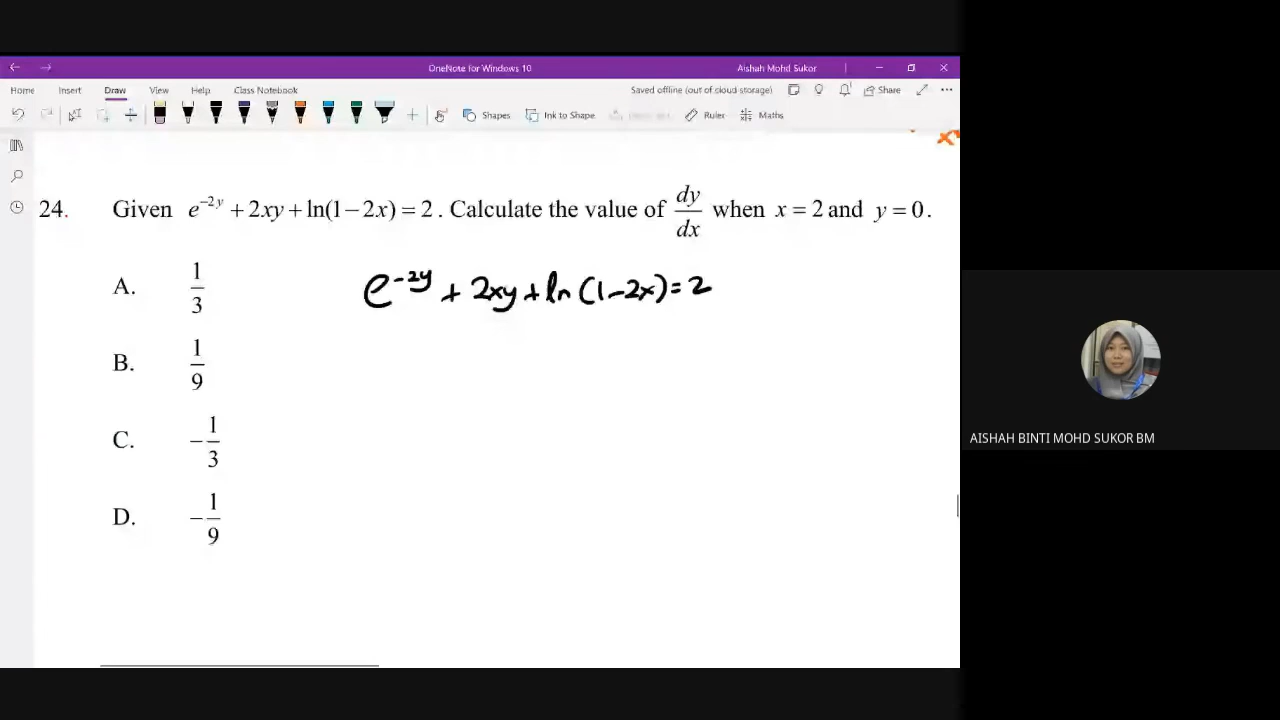 OneNote for Windows 10
Aishah Mohd Sukor
Home Insert Draw View Help Class Notebook
Saved offline (out of cloud storage)
Share
Shapes Ink to Shape Ruler Maths
24. Given e^{-2y} + 2xy + ln(1 − 2x) = 2. Calculate the value of dy/dx when x = 2 and y = 0.
e^{-2y} + 2xy + ln (1-2x) = 2
A. 1/3
B. 1/9
C. −1/3
D. −1/9
AISHAH BINTI MOHD SUKOR BM